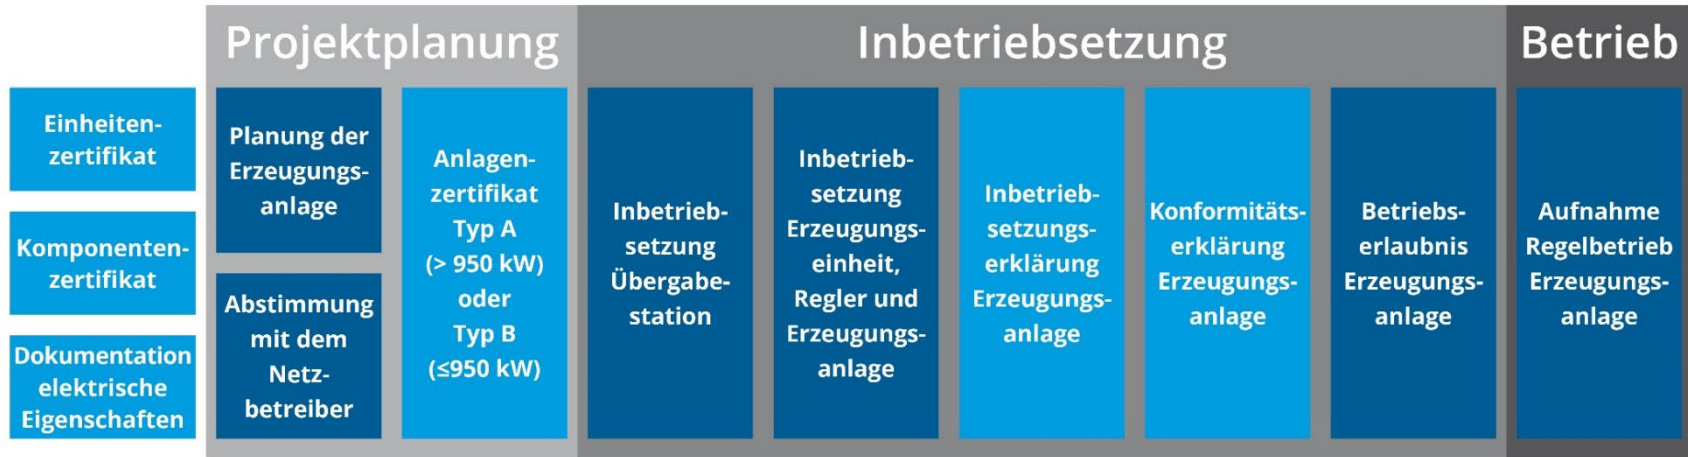 Projektplanung
Inbetriebsetzung
Betrieb
Einheiten-
zertifikat
Komponenten-
zertifikat
Dokumentation
elektrische
Eigenschaften
Planung der
Erzeugungs-
anlage
Abstimmung
mit dem
Netz-
betreiber
Anlagen-
zertifikat
Typ A
(> 950 kW)
oder
Typ B
(≤950 kW)
Inbetrieb-
setzung
Übergabe-
station
Inbetrieb-
setzung
Erzeugungs-
einheit,
Regler und
Erzeugungs-
anlage
Inbetrieb-
setzungs-
erklärung
Erzeugungs-
anlage
Konformitäts-
erklärung
Erzeugungs-
anlage
Betriebs-
erlaubnis
Erzeugungs-
anlage
Aufnahme
Regelbetrieb
Erzeugungs-
anlage